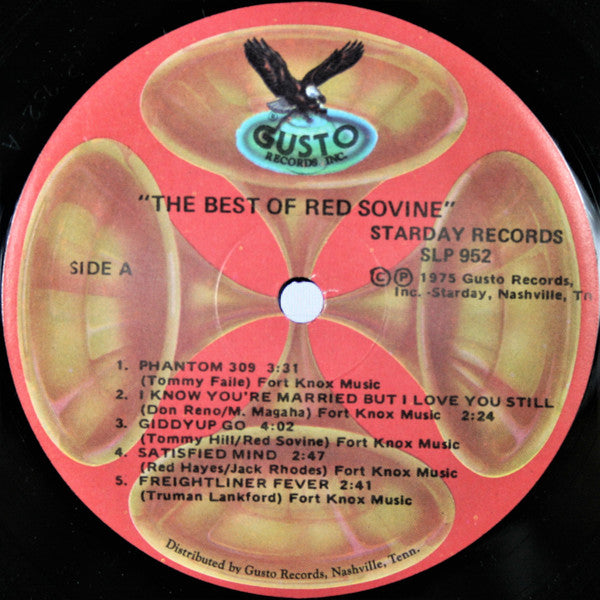 GUSTO
RECORDS INC.
"THE BEST OF RED SOVINE"
STARDAY RECORDS
SLP 952
SIDE A
©℗ 1975 Gusto Records,
Inc. -Starday, Nashville, Tn
1. PHANTOM 309 3:31
(Tommy Faile) Fort Knox Music
2. I KNOW YOU'RE MARRIED BUT I LOVE YOU STILL
(Don Reno/M. Magaha) Fort Knox Music 2:24
3. GIDDYUP GO 4:02
(Tommy Hill/Red Sovine) Fort Knox Music
4. SATISFIED MIND 2:47
(Red Hayes/Jack Rhodes) Fort Knox Music
5. FREIGHTLINER FEVER 2:41
(Truman Lankford) Fort Knox Music
Distributed by Gusto Records, Nashville, Tenn.